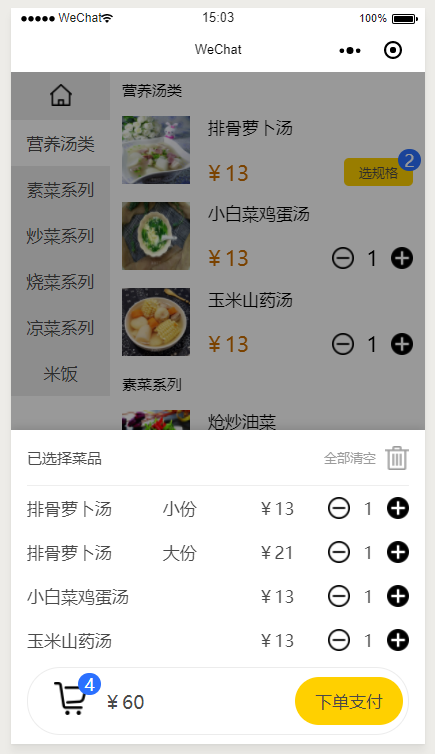 WeChat 15:03 100%
WeChat
营养汤类
排骨萝卜汤
¥ 13 选规格 2
小白菜鸡蛋汤
¥ 13 1
玉米山药汤
¥ 13 1
素菜系列
炝炒油菜
营养汤类
素菜系列
炒菜系列
烧菜系列
凉菜系列
米饭
已选择菜品 全部清空
排骨萝卜汤 小份 ¥ 13 1
排骨萝卜汤 大份 ¥ 21 1
小白菜鸡蛋汤 ¥ 13 1
玉米山药汤 ¥ 13 1
4 ¥ 60 下单支付